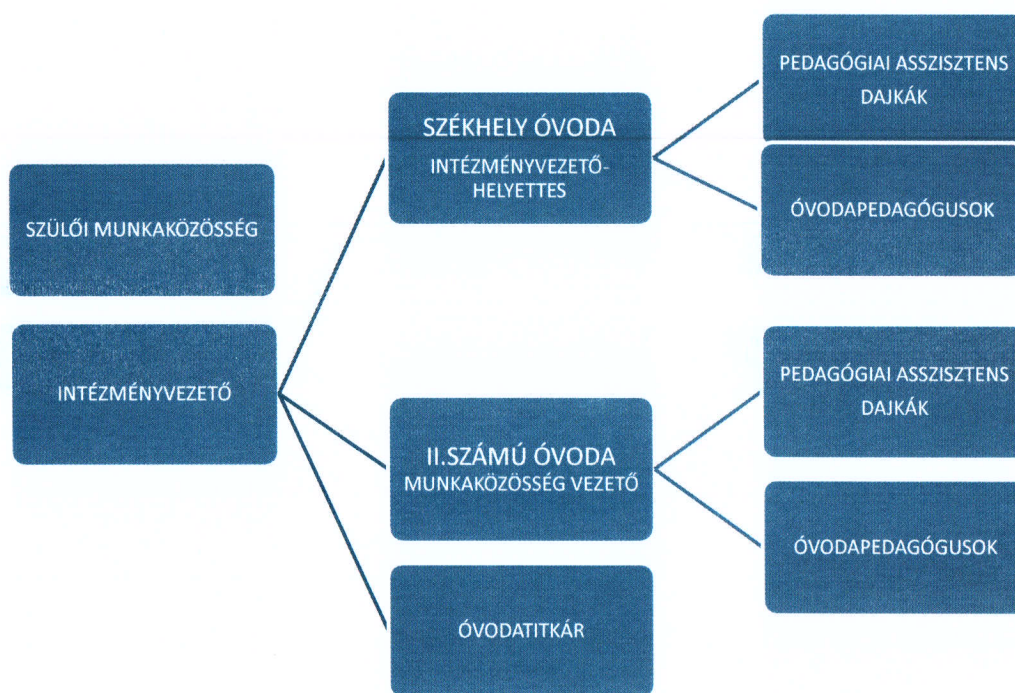 SZÜLŐI MUNKAKÖZÖSSÉG
INTÉZMÉNYVEZETŐ
SZÉKHELY ÓVODA
INTÉZMÉNYVEZETŐ-
HELYETTES
II.SZÁMÚ ÓVODA
MUNKAKÖZÖSSÉG VEZETŐ
ÓVODATITKÁR
PEDAGÓGIAI ASSZISZTENS
DAJKÁK
ÓVODAPEDAGÓGUSOK
PEDAGÓGIAI ASSZISZTENS
DAJKÁK
ÓVODAPEDAGÓGUSOK